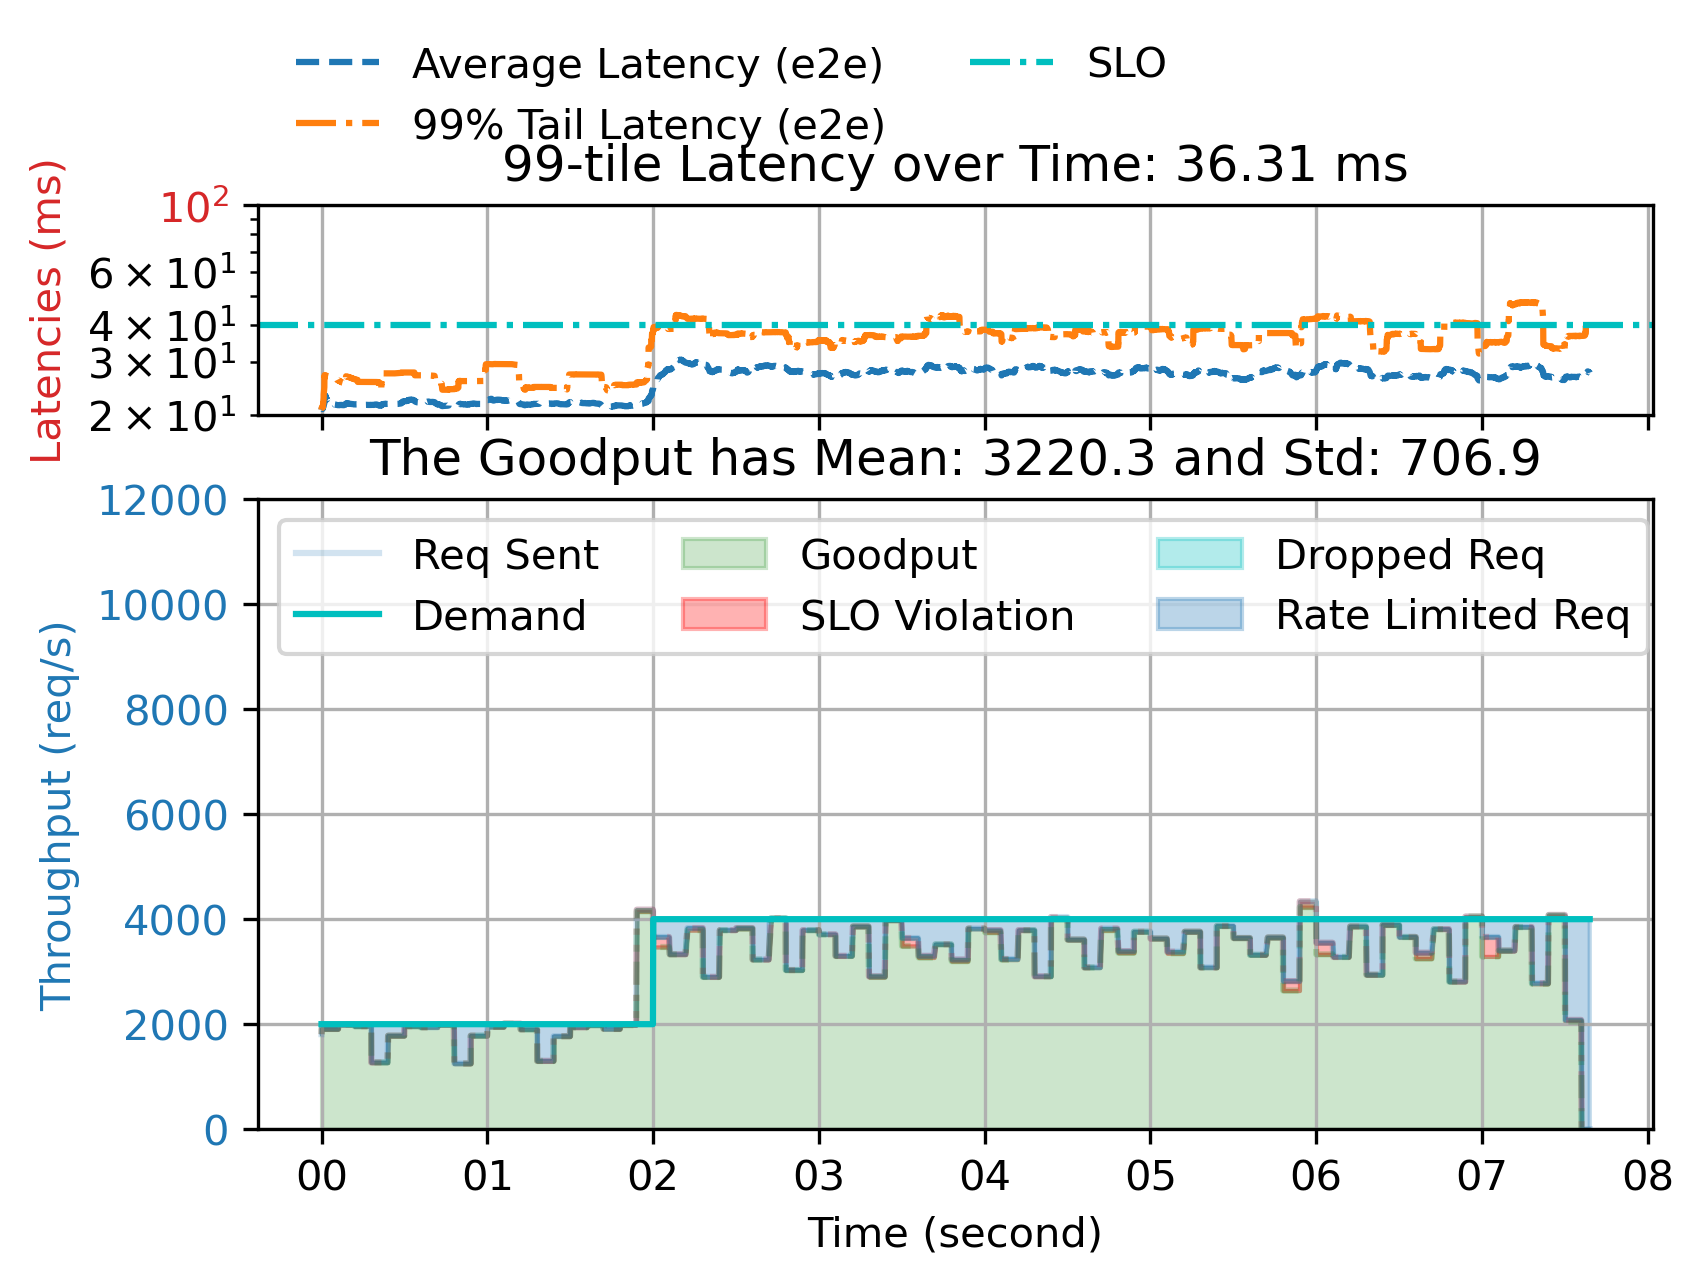 Average Latency (e2e)
SLO
99% Tail Latency (e2e)
99-tile Latency over Time: 36.31 ms
Latencies (ms)
10²
6 × 10¹
4 × 10¹
3 × 10¹
2 × 10¹
The Goodput has Mean: 3220.3 and Std: 706.9
Throughput (req/s)
12000
10000
8000
6000
4000
2000
0
Req Sent
Demand
Goodput
SLO Violation
Dropped Req
Rate Limited Req
00 01 02 03 04 05 06 07 08
Time (second)